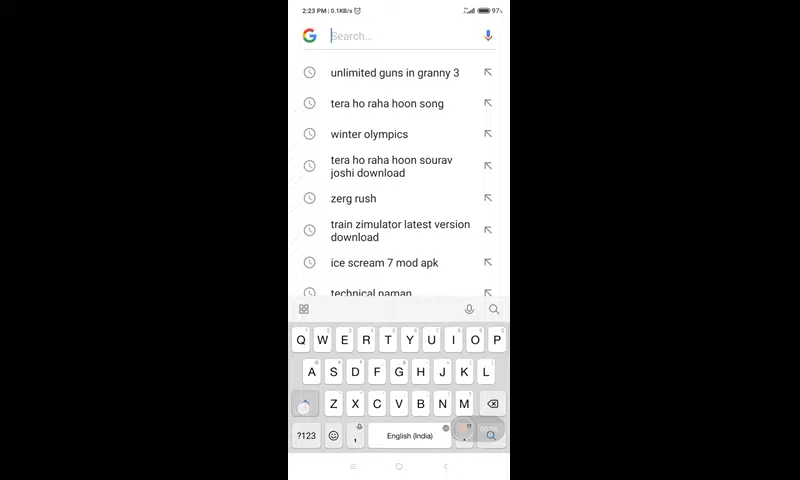 2:23 PM | 0.1KB/s
97%
Search...
unlimited guns in granny 3
tera ho raha hoon song
winter olympics
tera ho raha hoon sourav
joshi download
zerg rush
train zimulator latest version
download
ice scream 7 mod apk
technical naman
Q W E R T Y U I O P
A S D F G H J K L
Z X C V B N M
?123 , English (India) .